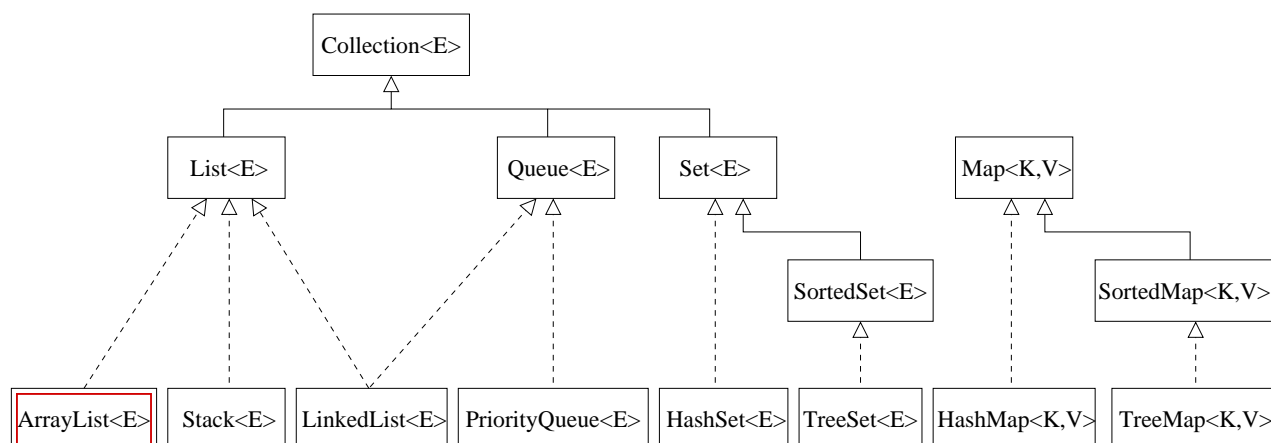 Collection<E>
List<E>
Queue<E>
Set<E>
Map<K,V>
SortedSet<E>
SortedMap<K,V>
ArrayList<E>
Stack<E>
LinkedList<E>
PriorityQueue<E>
HashSet<E>
TreeSet<E>
HashMap<K,V>
TreeMap<K,V>